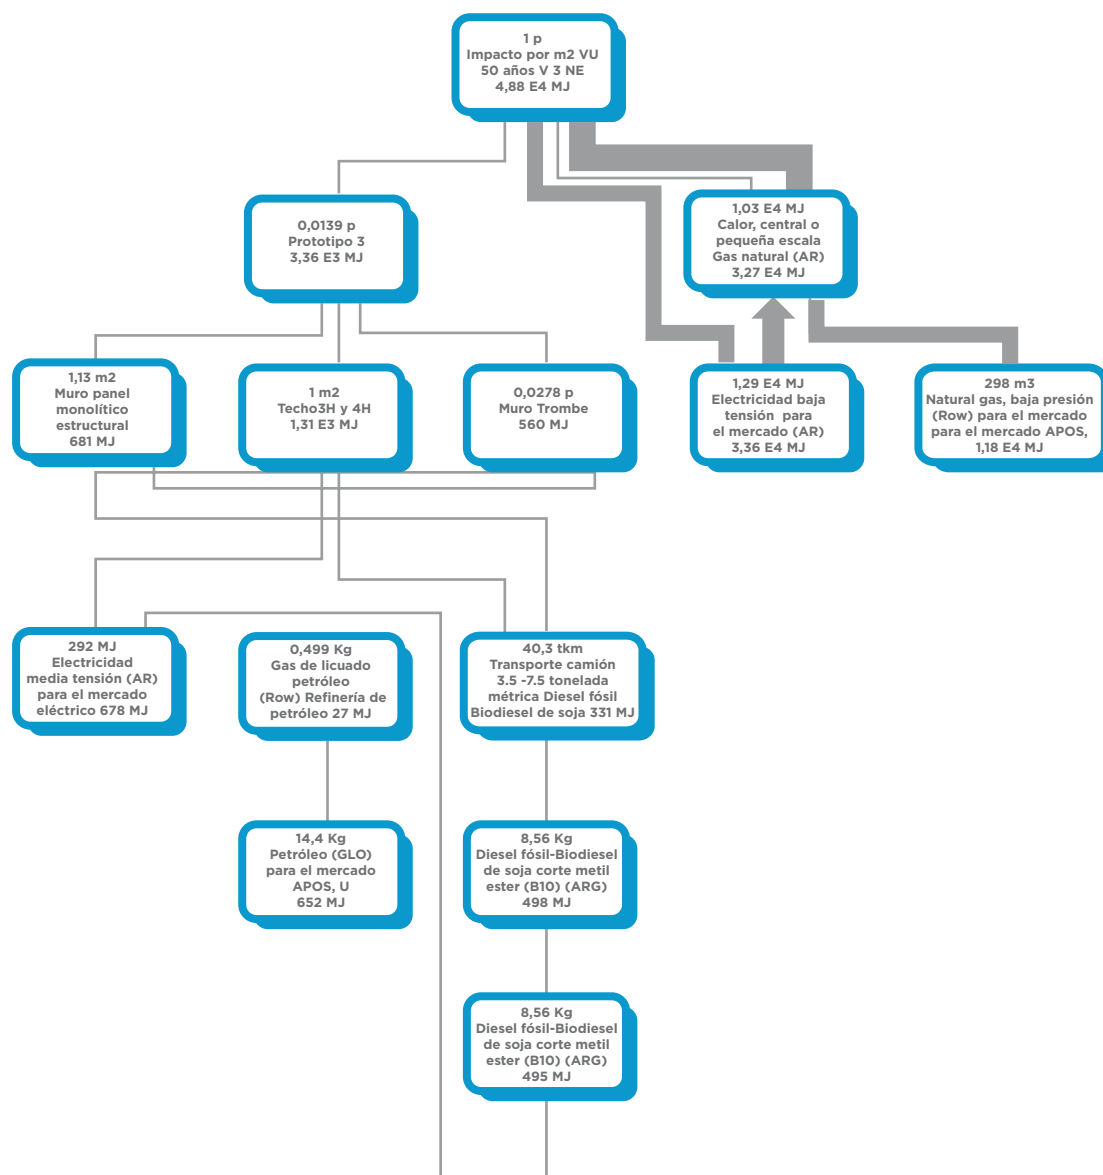 1 p
Impacto por m2 VU
50 años V 3 NE
4,88 E4 MJ
0,0139 p
Prototipo 3
3,36 E3 MJ
1,03 E4 MJ
Calor, central o
pequeña escala
Gas natural (AR)
3,27 E4 MJ
1,13 m2
Muro panel
monolítico
estructural
681 MJ
1 m2
Techo3H y 4H
1,31 E3 MJ
0,0278 p
Muro Trombe
560 MJ
1,29 E4 MJ
Electricidad baja
tensión para
el mercado (AR)
3,36 E4 MJ
298 m3
Natural gas, baja presión
(Row) para el mercado
para el mercado APOS,
1,18 E4 MJ
292 MJ
Electricidad
media tensión (AR)
para el mercado
eléctrico 678 MJ
0,499 Kg
Gas de licuado
petróleo
(Row) Refinería de
petróleo 27 MJ
40,3 tkm
Transporte camión
3.5 -7.5 tonelada
métrica Diesel fósil
Biodiesel de soja 331 MJ
14,4 Kg
Petróleo (GLO)
para el mercado
APOS, U
652 MJ
8,56 Kg
Diesel fósil-Biodiesel
de soja corte metil
ester (B10) (ARG)
498 MJ
8,56 Kg
Diesel fósil-Biodiesel
de soja corte metil
ester (B10) (ARG)
495 MJ